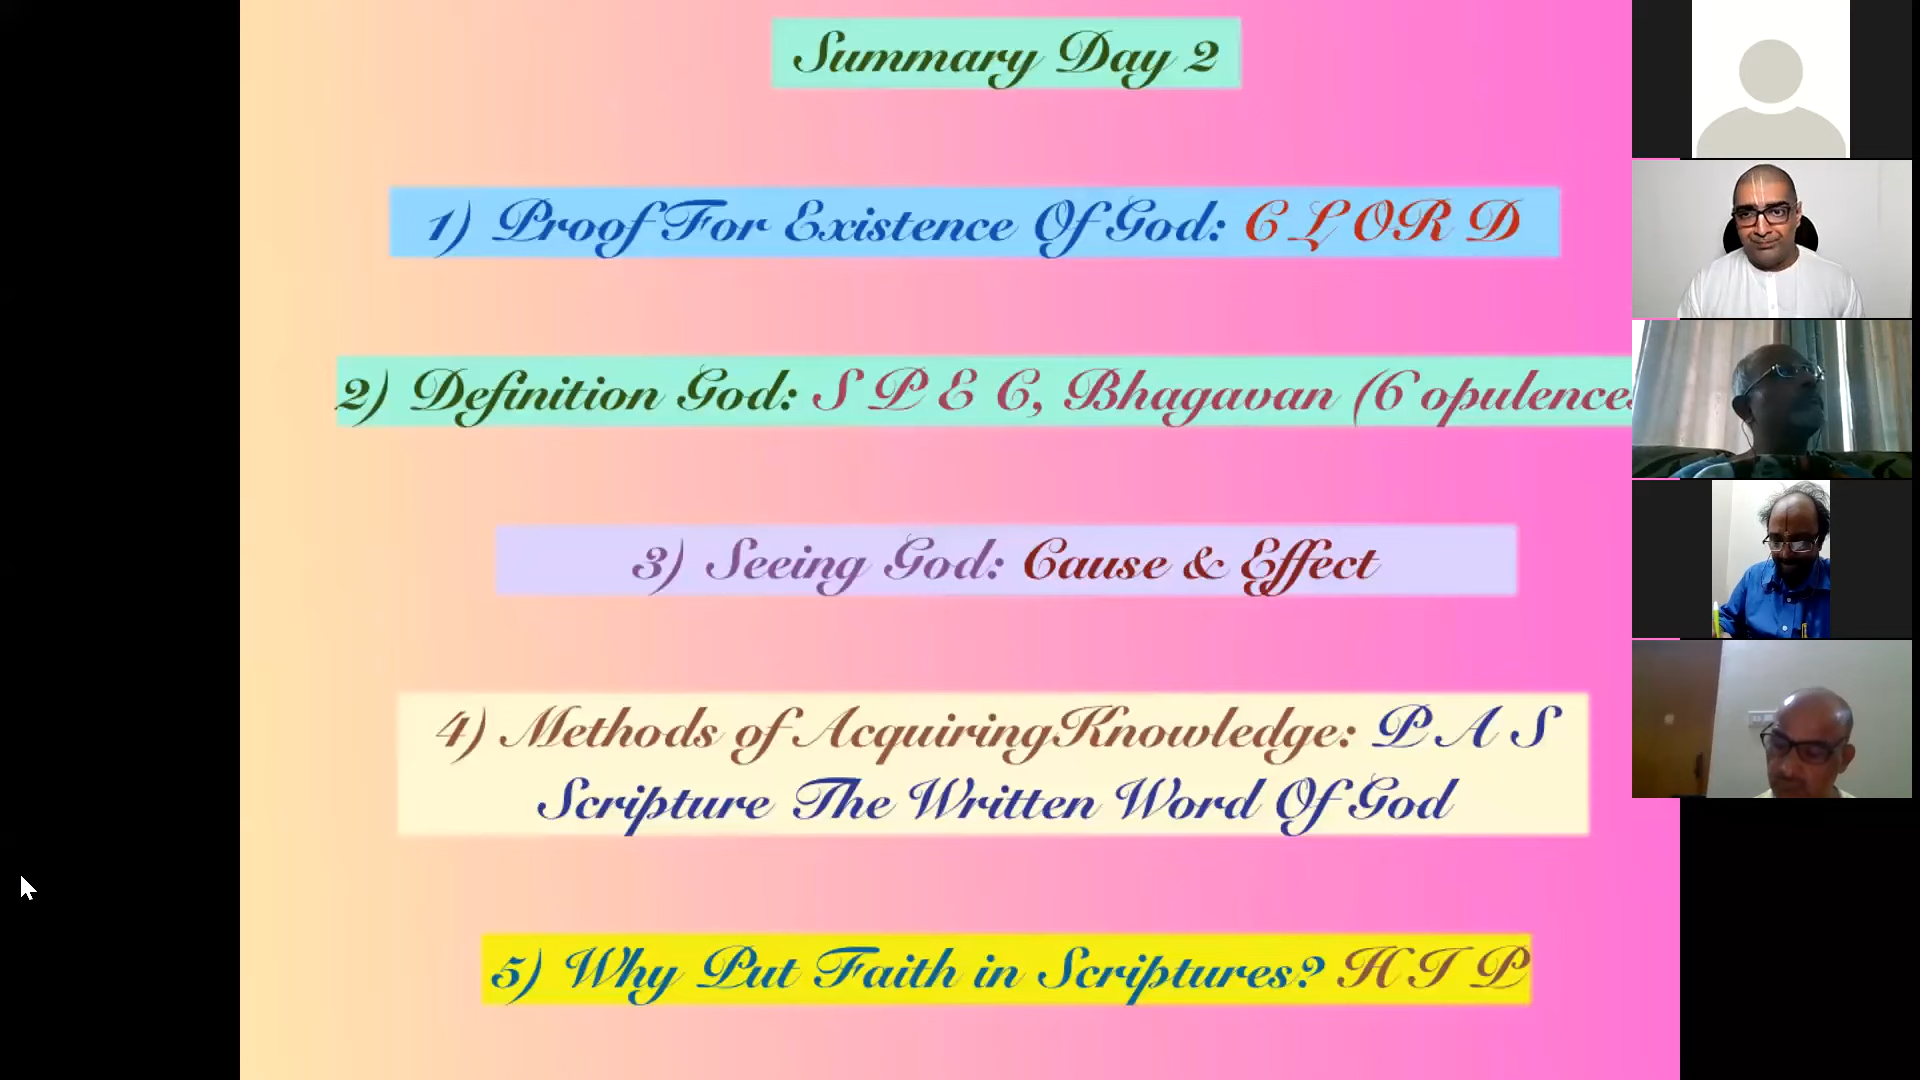 Summary Day 2
1) Proof For Existence Of God: C L O R D
2) Definition God: S P E C, Bhagavan (6 opulences
3) Seeing God: Cause & Effect
4) Methods of Acquiring Knowledge: P A S
Scripture The Written Word Of God
5) Why Put Faith in Scriptures? H I P